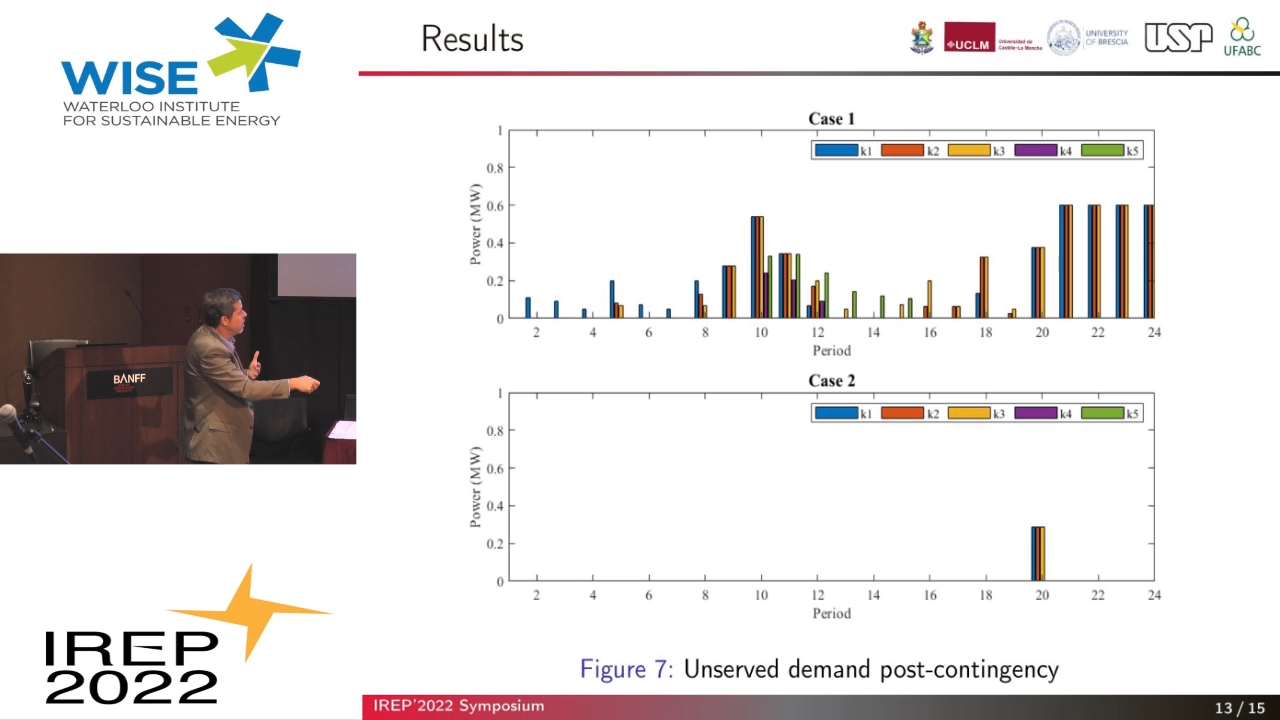 WISE
WATERLOO INSTITUTE
FOR SUSTAINABLE ENERGY
Results
UCLM
Universidad de
Castilla-La Mancha
UNIVERSITY
OF BRESCIA
USP
UFABC
Case 1
k1 k2 k3 k4 k5
Power (MW)
1
0.8
0.6
0.4
0.2
0
2 4 6 8 10 12 14 16 18 20 22 24
Period
BANFF
Case 2
k1 k2 k3 k4 k5
Power (MW)
1
0.8
0.6
0.4
0.2
0
2 4 6 8 10 12 14 16 18 20 22 24
Period
Figure 7: Unserved demand post-contingency
IREP
2022
IREP'2022 Symposium
13 / 15